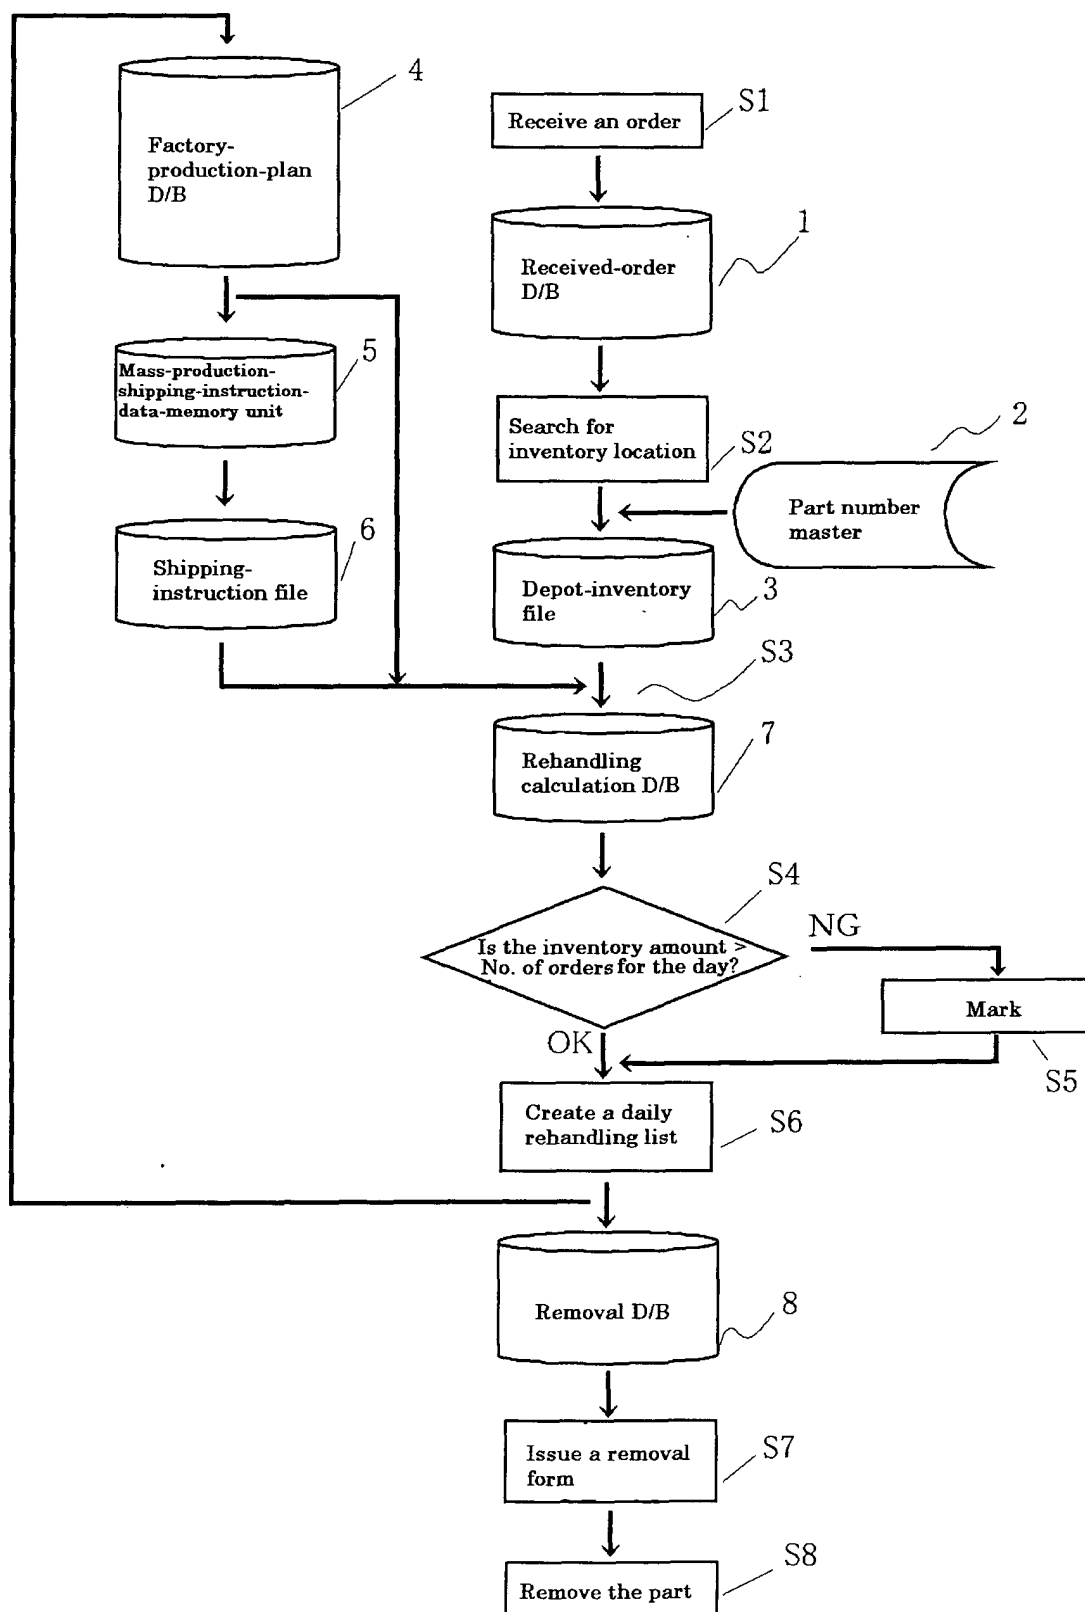 4
Factory-
production-plan
D/B
S1
Receive an order
1
Received-order
D/B
5
Mass-production-
shipping-instruction-
data-memory unit
Search for
inventory location
S2
2
Part number
master
6
Shipping-
instruction file
Depot-inventory
file
3
S3
7
Rehandling
calculation D/B
S4
NG
Is the inventory amount >
No. of orders for the day?
Mark
OK
S5
Create a daily
rehandling list
S6
Removal D/B
8
Issue a removal
form
S7
S8
Remove the part